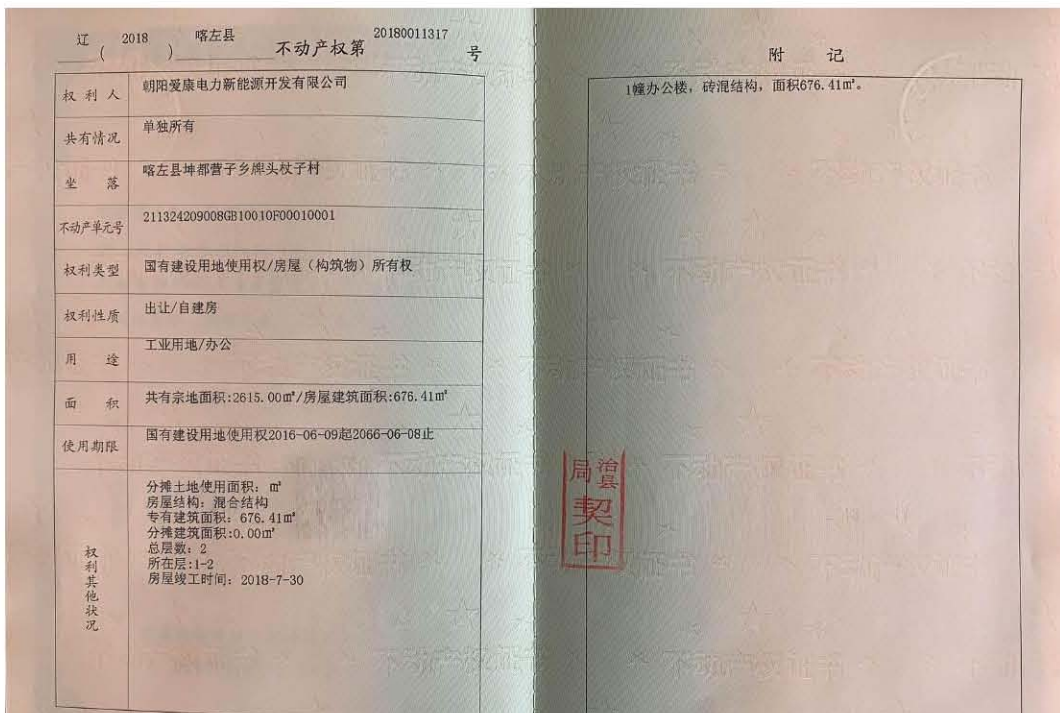 辽(2018)喀左县不动产权第20180011317号
权利人 朝阳爱康电力新能源开发有限公司
共有情况 单独所有
坐落 喀左县坤都营子乡牌头杖子村
不动产单元号 211324209008GB10010F00010001
权利类型 国有建设用地使用权/房屋（构筑物）所有权
权利性质 出让/自建房
用途 工业用地/办公
面积 共有宗地面积:2615.00㎡/房屋建筑面积:676.41㎡
使用期限 国有建设用地使用权2016-06-09起2066-06-08止
权利其他状况
分摊土地使用面积：㎡
房屋结构：混合结构
专有建筑面积：676.41㎡
分摊建筑面积:0.00㎡
总层数：2
所在层:1-2
房屋竣工时间：2018-7-30
附记
1幢办公楼，砖混结构，面积676.41㎡。
治县
局
契
印